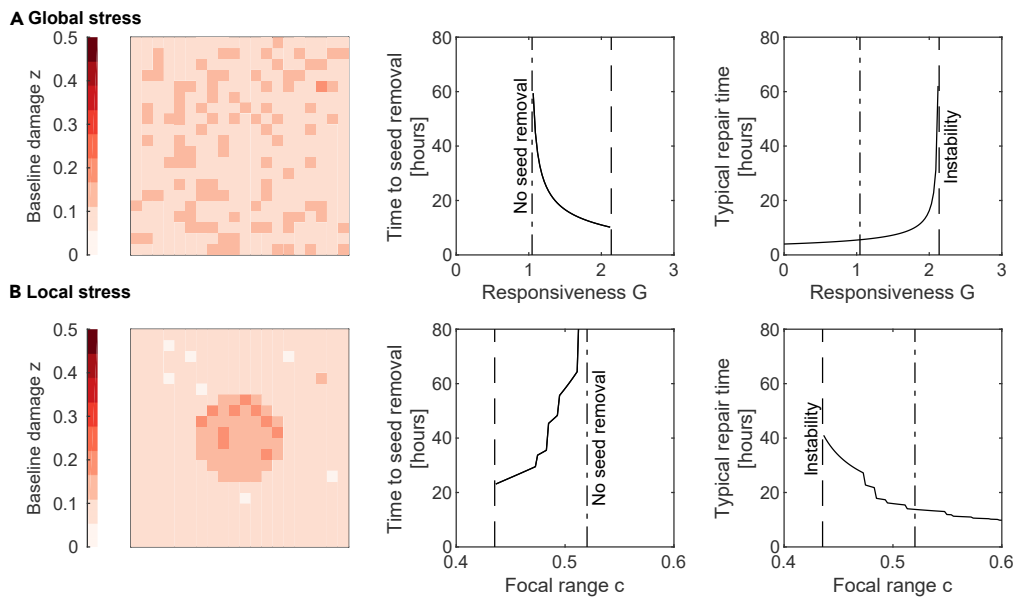 A Global stress
0.5
0.4
0.3
0.2
0.1
0
Baseline damage z
80
60
40
20
0
Time to seed removal
[hours]
No seed removal
0
1
2
3
Responsiveness G
80
60
40
20
0
Typical repair time
[hours]
Instability
0
1
2
3
Responsiveness G
B Local stress
0.5
0.4
0.3
0.2
0.1
0
Baseline damage z
80
60
40
20
0
Time to seed removal
[hours]
No seed removal
0.4
0.5
0.6
Focal range c
80
60
40
20
0
Typical repair time
[hours]
Instability
0.4
0.5
0.6
Focal range c